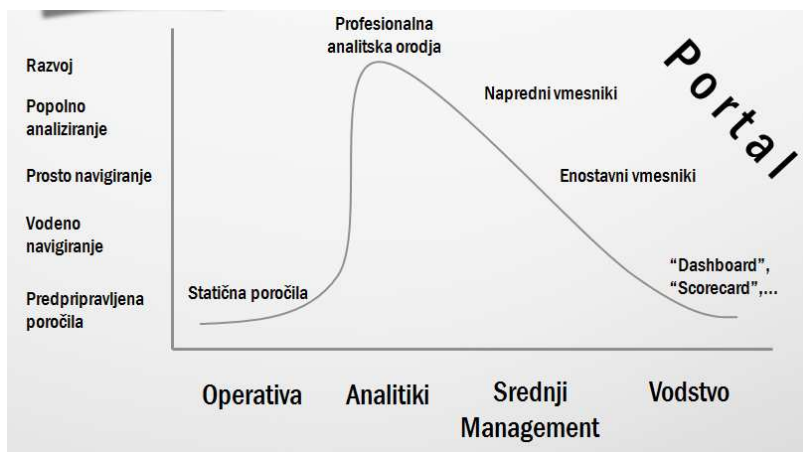 Profesionalna
analitska orodja
Portal
Razvoj
Napredni vmesniki
Popolno
analiziranje
Prosto navigiranje
Enostavni vmesniki
Vodeno
navigiranje
“Dashboard”,
“Scorecard”,...
Statična poročila
Predpripravljena
poročila
Operativa
Analitiki
Srednji
Management
Vodstvo